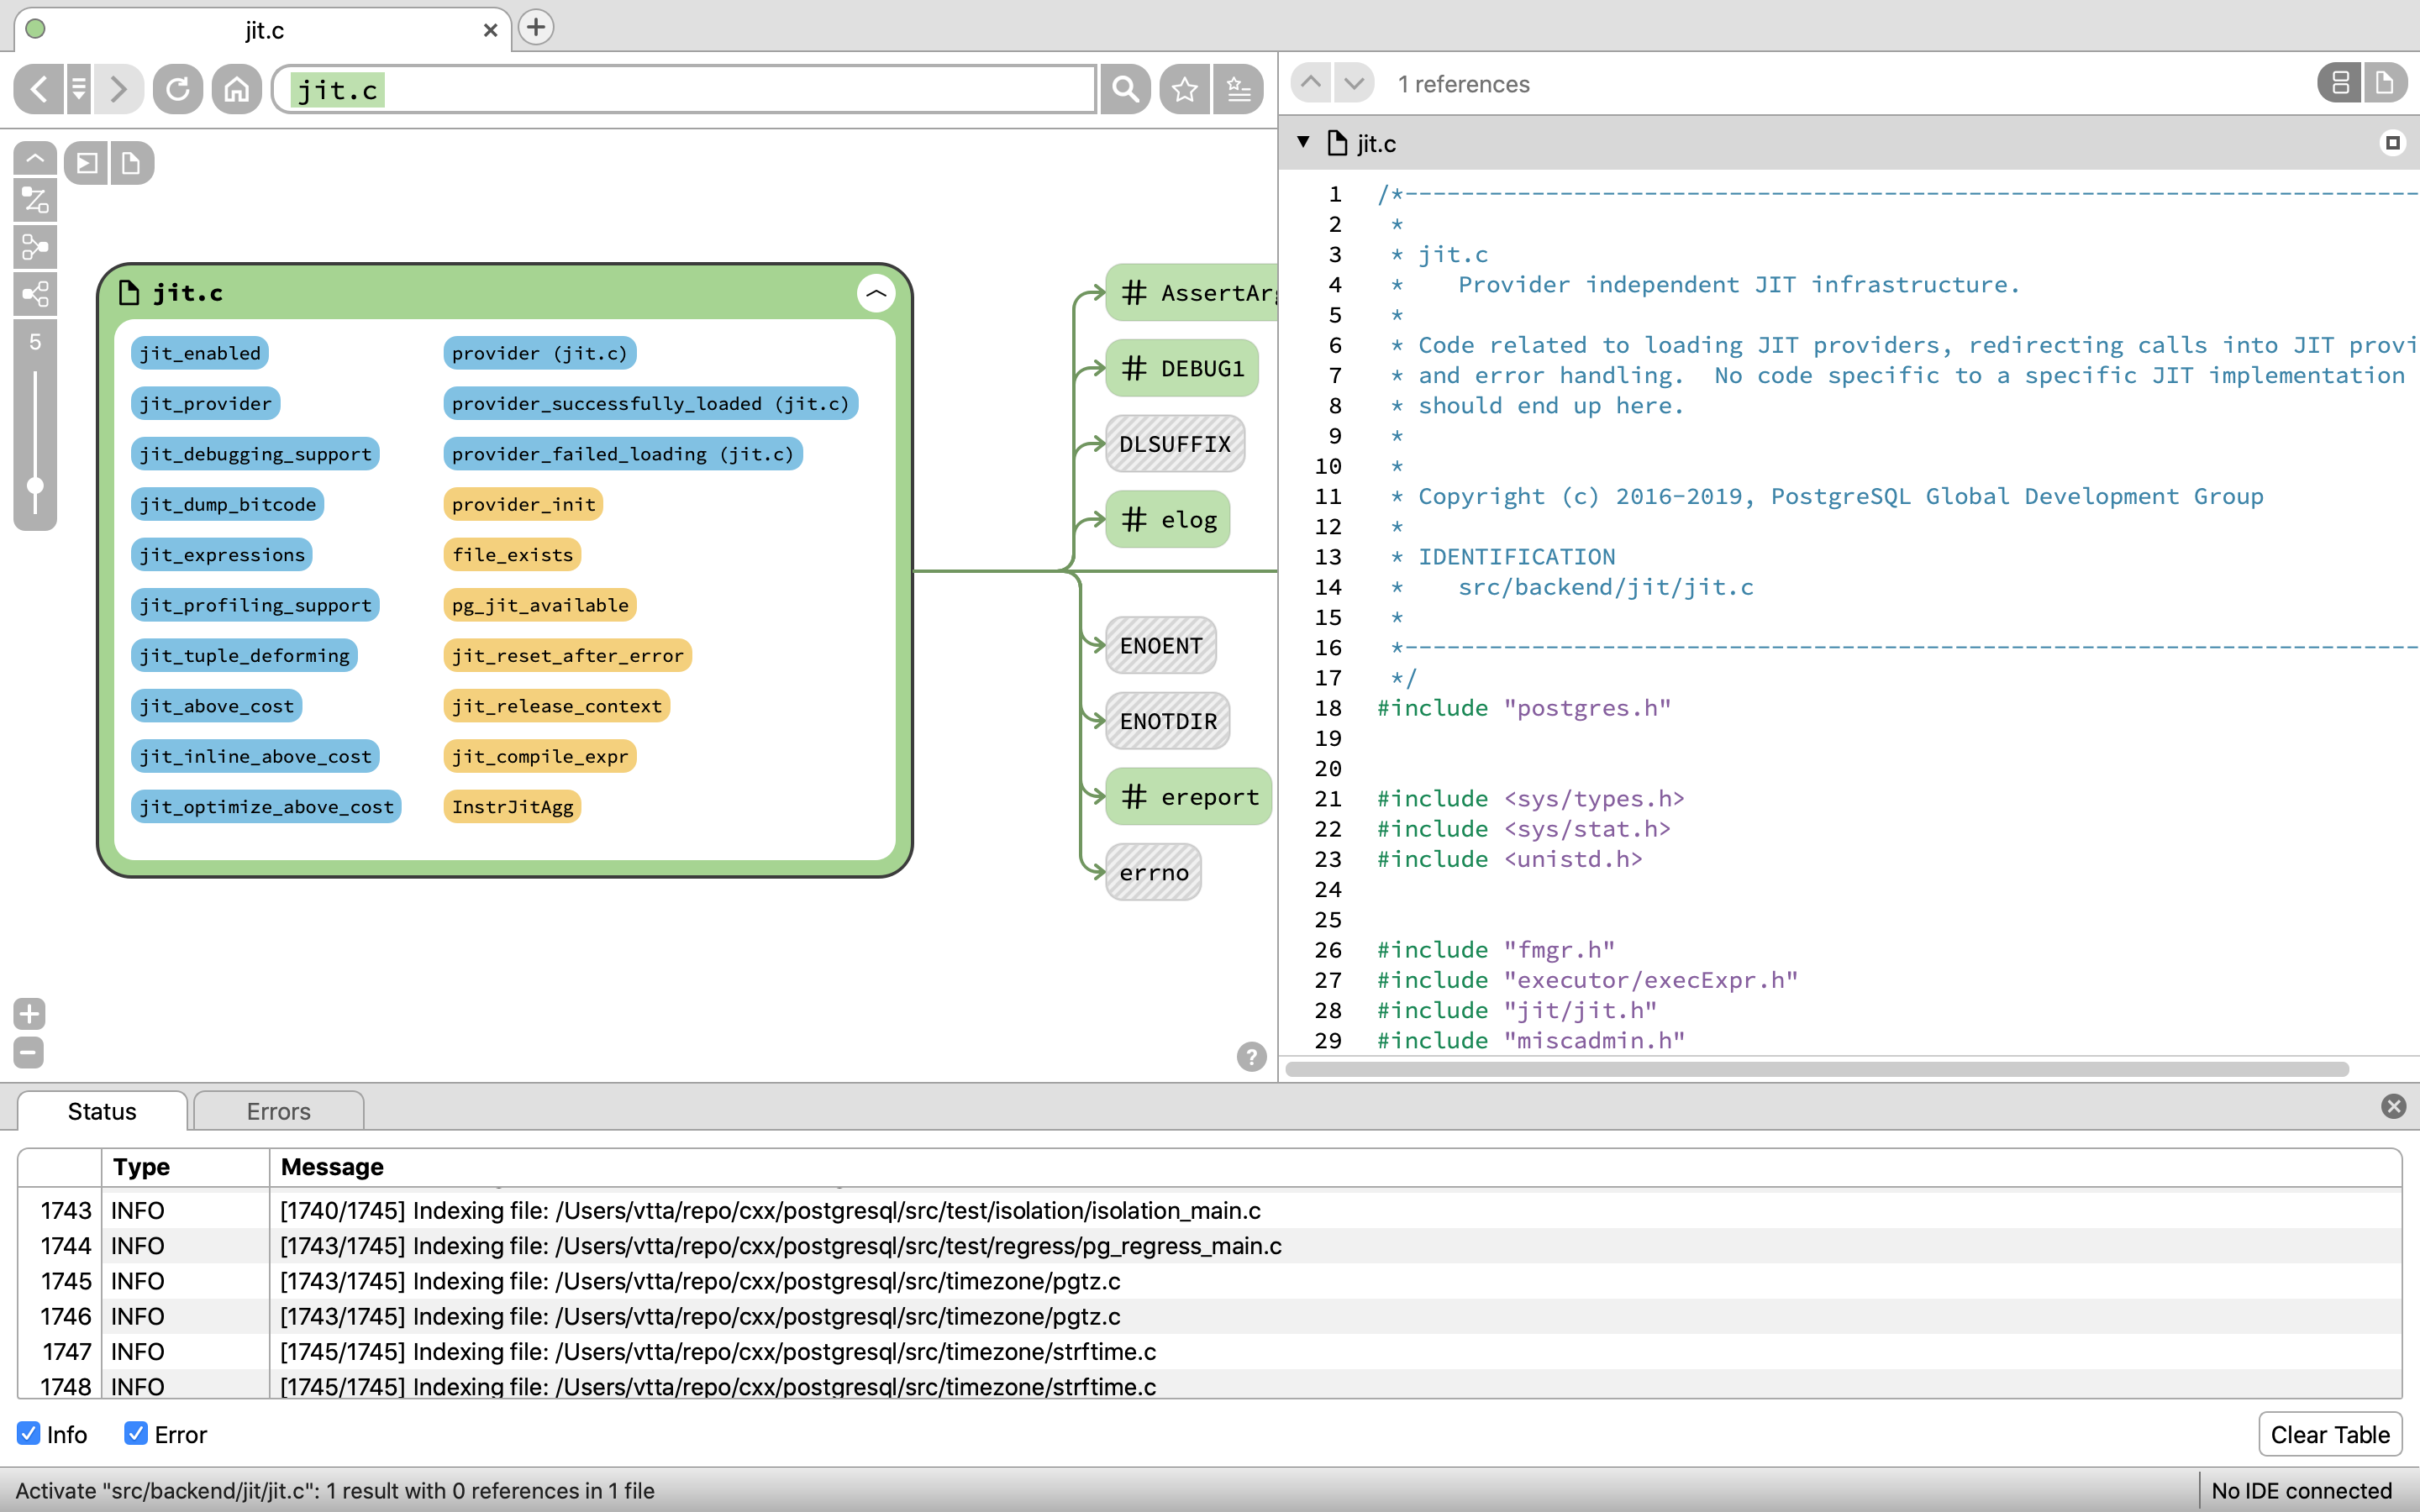 jit.c
jit.c
1 references
jit.c
5
jit.c
jit_enabled
jit_provider
jit_debugging_support
jit_dump_bitcode
jit_expressions
jit_profiling_support
jit_tuple_deforming
jit_above_cost
jit_inline_above_cost
jit_optimize_above_cost
provider (jit.c)
provider_successfully_loaded (jit.c)
provider_failed_loading (jit.c)
provider_init
file_exists
pg_jit_available
jit_reset_after_error
jit_release_context
jit_compile_expr
InstrJitAgg
# AssertAr
# DEBUG1
DLSUFFIX
# elog
ENOENT
ENOTDIR
# ereport
errno
?
1 /*--------------------------------------------------------------------------
2 *
3 * jit.c
4 * Provider independent JIT infrastructure.
5 *
6 * Code related to loading JIT providers, redirecting calls into JIT provi
7 * and error handling. No code specific to a specific JIT implementation
8 * should end up here.
9 *
10 *
11 * Copyright (c) 2016-2019, PostgreSQL Global Development Group
12 *
13 * IDENTIFICATION
14 * src/backend/jit/jit.c
15 *
16 *--------------------------------------------------------------------------
17 */
18 #include "postgres.h"
19
20
21 #include <sys/types.h>
22 #include <sys/stat.h>
23 #include <unistd.h>
24
25
26 #include "fmgr.h"
27 #include "executor/execExpr.h"
28 #include "jit/jit.h"
29 #include "miscadmin.h"
Status Errors
Type Message
1743 INFO [1740/1745] Indexing file: /Users/vtta/repo/cxx/postgresql/src/test/isolation/isolation_main.c
1744 INFO [1743/1745] Indexing file: /Users/vtta/repo/cxx/postgresql/src/test/regress/pg_regress_main.c
1745 INFO [1743/1745] Indexing file: /Users/vtta/repo/cxx/postgresql/src/timezone/pgtz.c
1746 INFO [1743/1745] Indexing file: /Users/vtta/repo/cxx/postgresql/src/timezone/pgtz.c
1747 INFO [1745/1745] Indexing file: /Users/vtta/repo/cxx/postgresql/src/timezone/strftime.c
1748 INFO [1745/1745] Indexing file: /Users/vtta/repo/cxx/postgresql/src/timezone/strftime.c
Info Error
Clear Table
Activate "src/backend/jit/jit.c": 1 result with 0 references in 1 file
No IDE connected